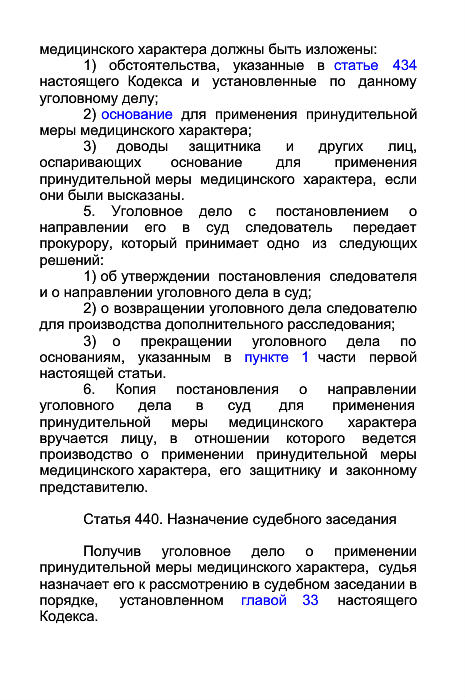 медицинского характера должны быть изложены:
1) обстоятельства, указанные в статье 434
настоящего Кодекса и установленные по данному
уголовному делу;
2) основание для применения принудительной
меры медицинского характера;
3) доводы защитника и других лиц,
оспаривающих основание для применения
принудительной меры медицинского характера, если
они были высказаны.
5. Уголовное дело с постановлением о
направлении его в суд следователь передает
прокурору, который принимает одно из следующих
решений:
1) об утверждении постановления следователя
и о направлении уголовного дела в суд;
2) о возвращении уголовного дела следователю
для производства дополнительного расследования;
3) о прекращении уголовного дела по
основаниям, указанным в пункте 1 части первой
настоящей статьи.
6. Копия постановления о направлении
уголовного дела в суд для применения
принудительной меры медицинского характера
вручается лицу, в отношении которого ведется
производство о применении принудительной меры
медицинского характера, его защитнику и законному
представителю.
Статья 440. Назначение судебного заседания
Получив уголовное дело о применении
принудительной меры медицинского характера, судья
назначает его к рассмотрению в судебном заседании в
порядке, установленном главой 33 настоящего
Кодекса.